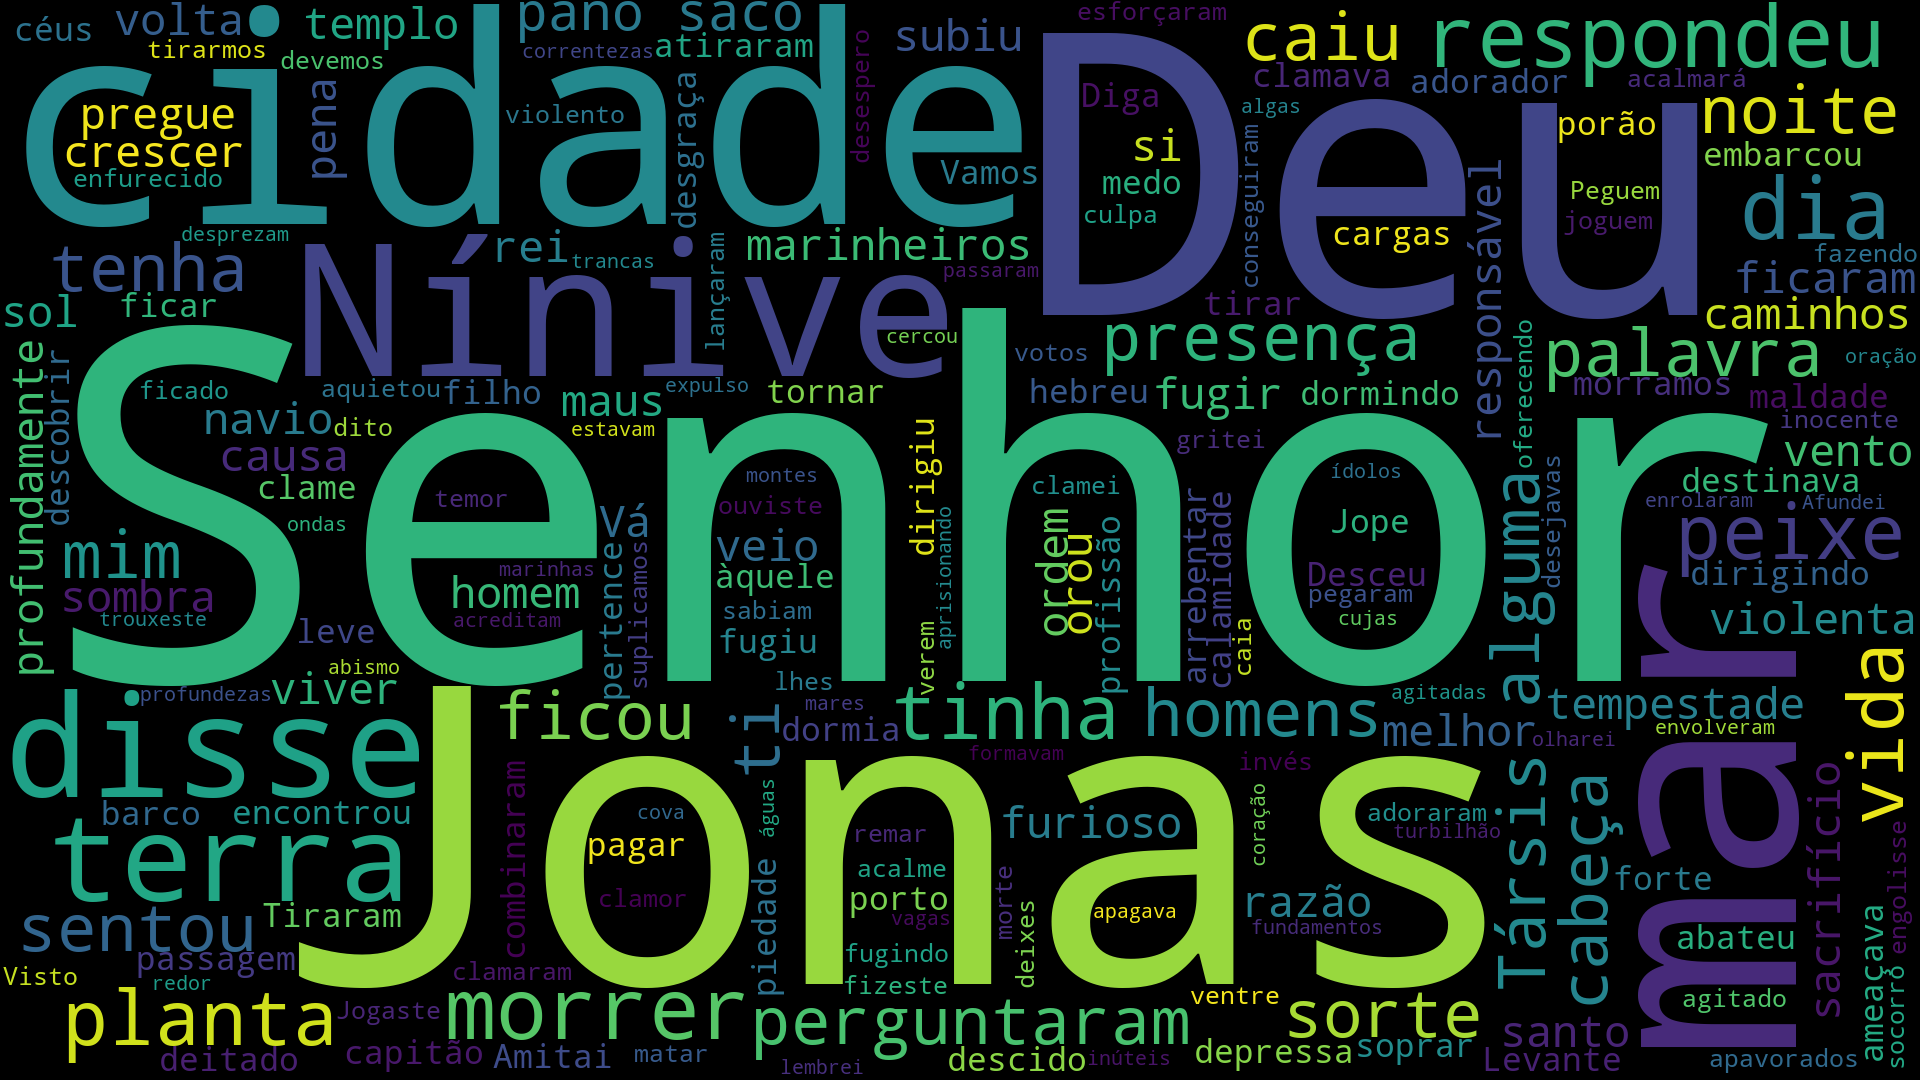 céus volta templo pano saco esforçaram caiu respondeu
tirarmos devemos correntezas atiraram subiu clamava adorador acalmará
cidade Deu
pregue crescer enfurecido pena violento desgraça desespero Vamos
Diga si medo culpa algas conseguiram cargas porão Peguem joguem
noite embarcou dia fazendo
desprezam tenha rei trancas lançaram marinheiros passaram tirar responsável ficaram
Nínive
sol ficar cercou votos presença caminhos palavra oração
Senhor
profundamente descobrir ficado navio dito aquietou filho expulso maus estavam tornar
hebreu fugir dormindo oferecendo morramos maldade inocente vento
causa clame ondas temor montes ouviste dirigiu gritei clamei ídolos
desejavas destinava enrolaram Afundei peixe dirigindo
mim sombra trouxeste marinhas homem acreditam Vá veio àquele sabiam fugiu
pertence suplicamos aprisionando verem ordem orou profissão arrebentar calamidade caia
Jope Desceu pegaram cujas alguma violenta
leve abismo profundezas viver lhes mares
mar
disse ficou ti dormia tinha formavam homens agitadas melhor olharei tempestade envolveram vida
Jonas
barco encontrou terra combinaram cova pagar clamor águas piedade
remar acalme porto vagas fugindo fizeste furioso morte deixes apagava
invés coração razão fundamentos adoraram turbilhão Társis cabeça forte
sacrifício engolisse abateu ameaçava socorro agitado
sentou Tiraram passagem Visto redor clamaram
planta Jogaste morrer perguntaram ventre sorte santo
deitado capitão Amitai matar lembrei descido inúteis depressa soprar Levante apavorados